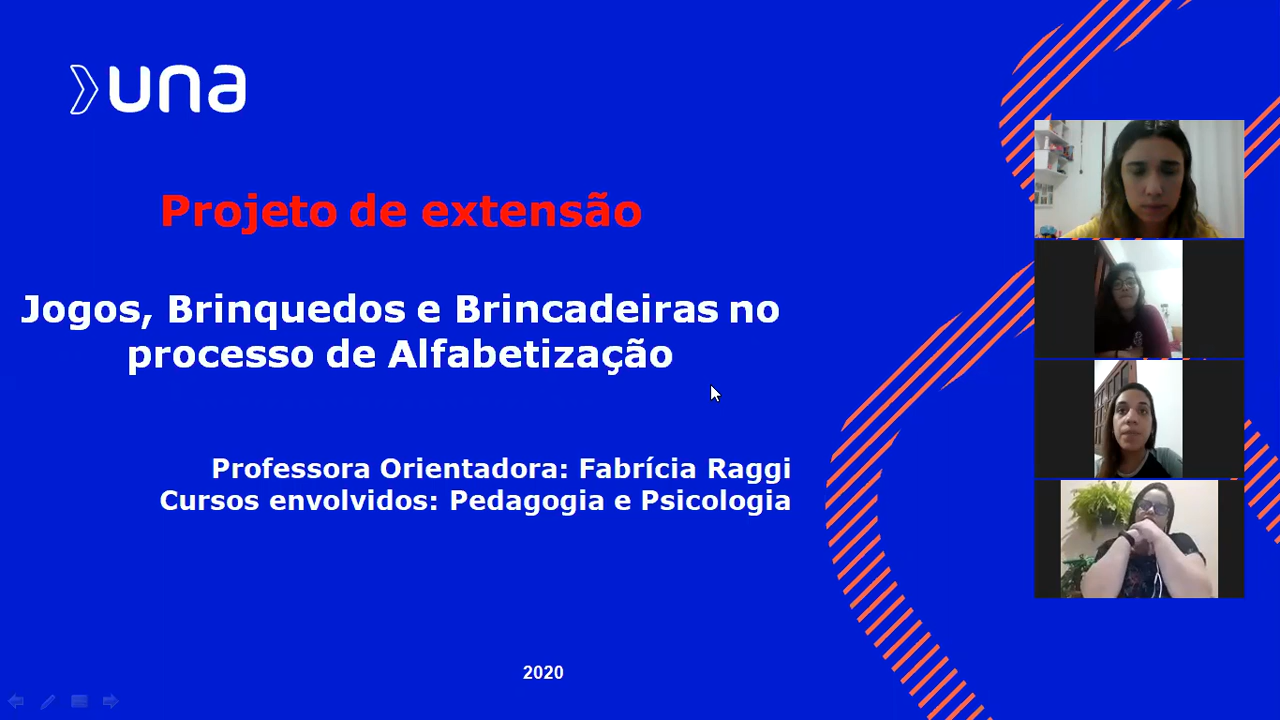 una
Projeto de extensão
Jogos, Brinquedos e Brincadeiras no
processo de Alfabetização
Professora Orientadora: Fabrícia Raggi
Cursos envolvidos: Pedagogia e Psicologia
2020